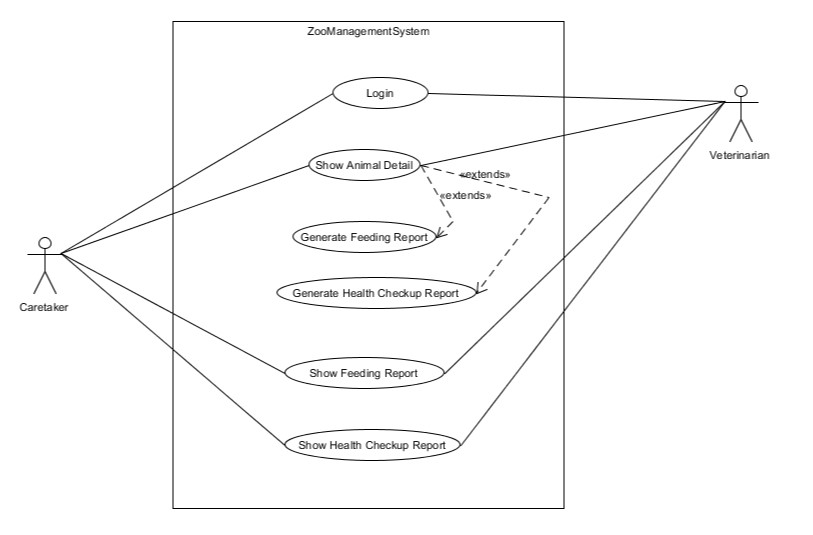 ZooManagementSystem
Login
Show Animal Detail
«extends»
«extends»
Veterinarian
Generate Feeding Report
Generate Health Checkup Report
Caretaker
Show Feeding Report
Show Health Checkup Report